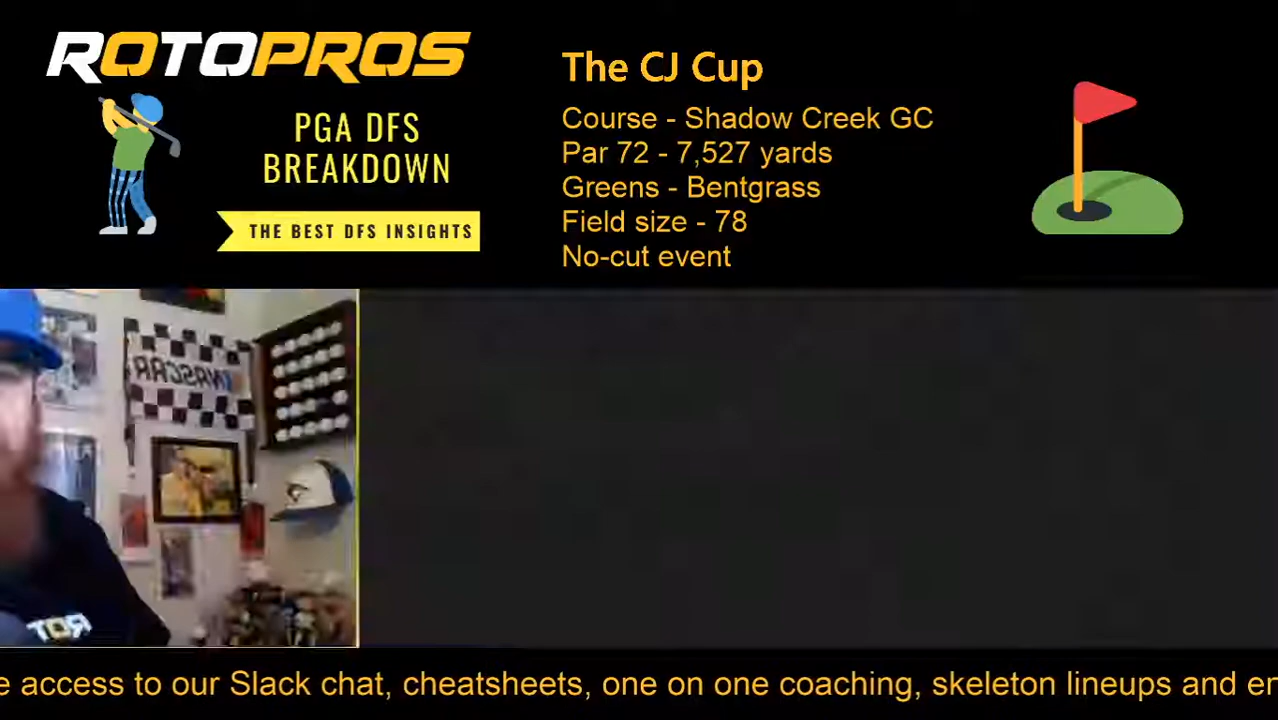 ROTOPROS
PGA DFS
BREAKDOWN
THE BEST DFS INSIGHTS
The CJ Cup
Course - Shadow Creek GC
Par 72 - 7,527 yards
Greens - Bentgrass
Field size - 78
No-cut event
NASCAR
ROT
e access to our Slack chat, cheatsheets, one on one coaching, skeleton lineups and en